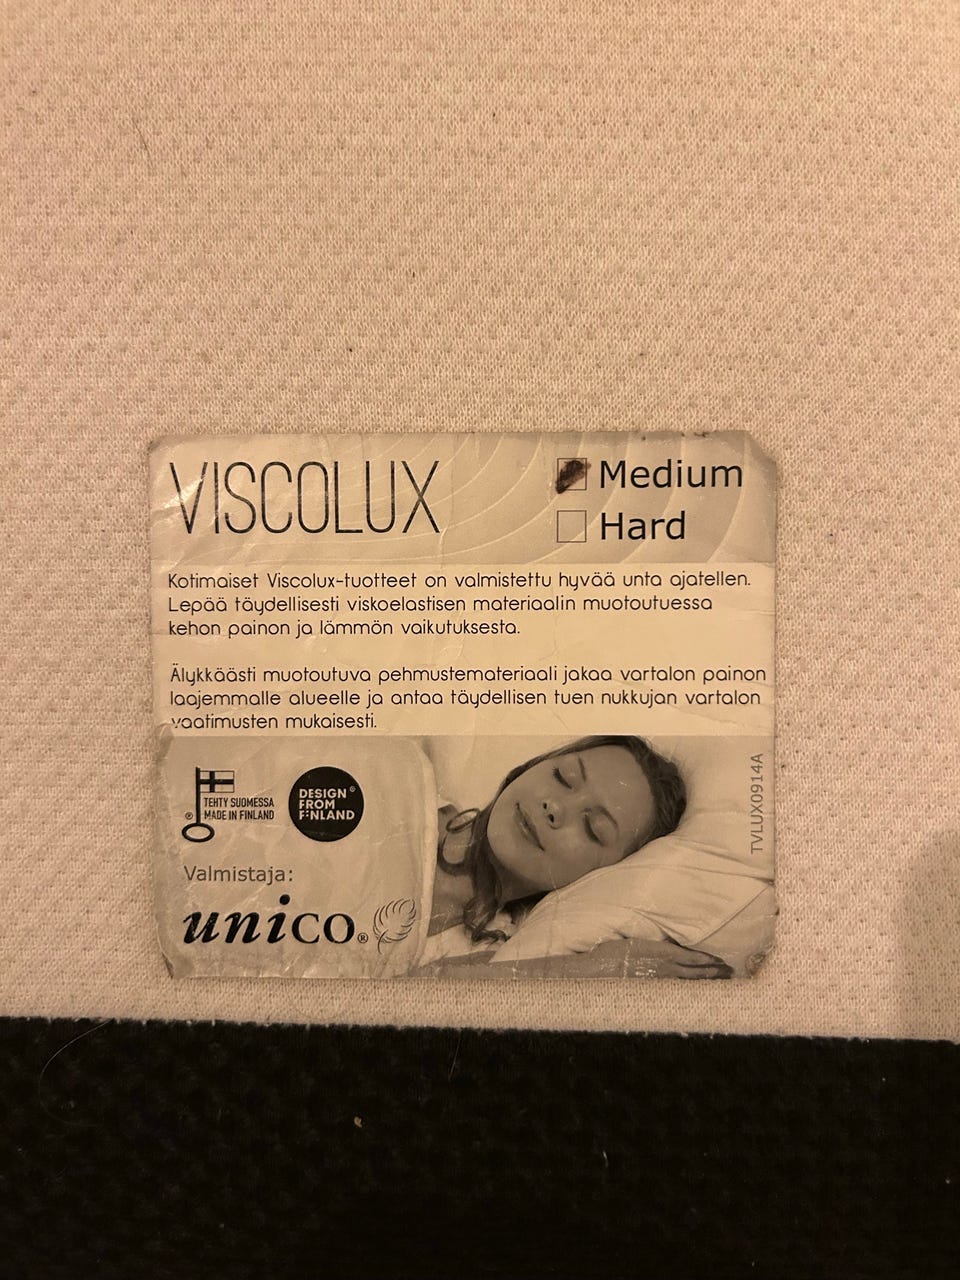 VISCOLUX
Medium
Hard
Kotimaiset Viscolux-tuotteet on valmistettu hyvää unta ajatellen.
Lepää täydellisesti viskoelastisen materiaalin muotoutuessa
kehon painon ja lämmön vaikutuksesta.
Älykkäästi muotoutuva pehmustemateriaali jakaa vartalon painon
laajemmalle alueelle ja antaa täydellisen tuen nukkujan vartalon
vaatimusten mukaisesti.
® TEHTY SUOMESSA
MADE IN FINLAND
DESIGN ®
FROM
F:NLAND
Valmistaja:
unico®
TVLUX0914A